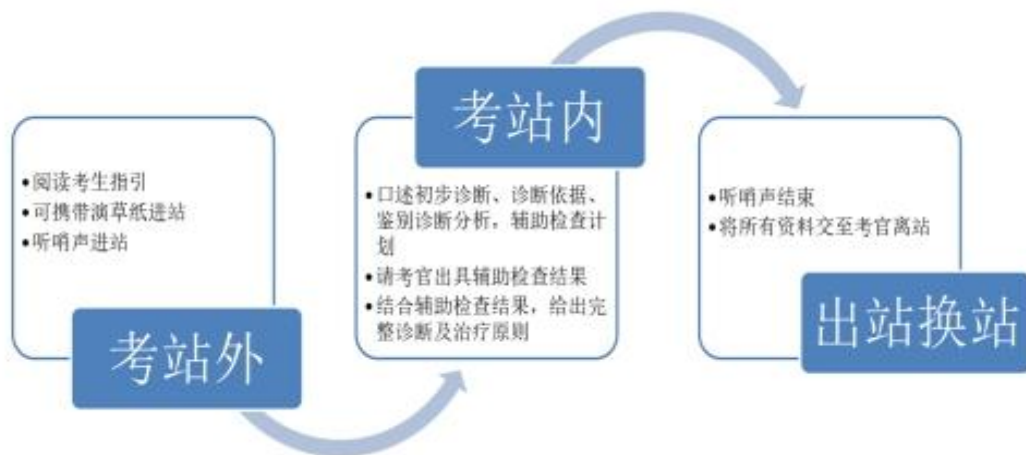 •阅读考生指引
•可携带演草纸进站
•听哨声进站
考站外
考站内
•口述初步诊断、诊断依据、
鉴别诊断分析，辅助检查计
划
•请考官出具辅助检查结果
•结合辅助检查结果，给出完
整诊断及治疗原则
•听哨声结束
•将所有资料交至考官离站
出站换站